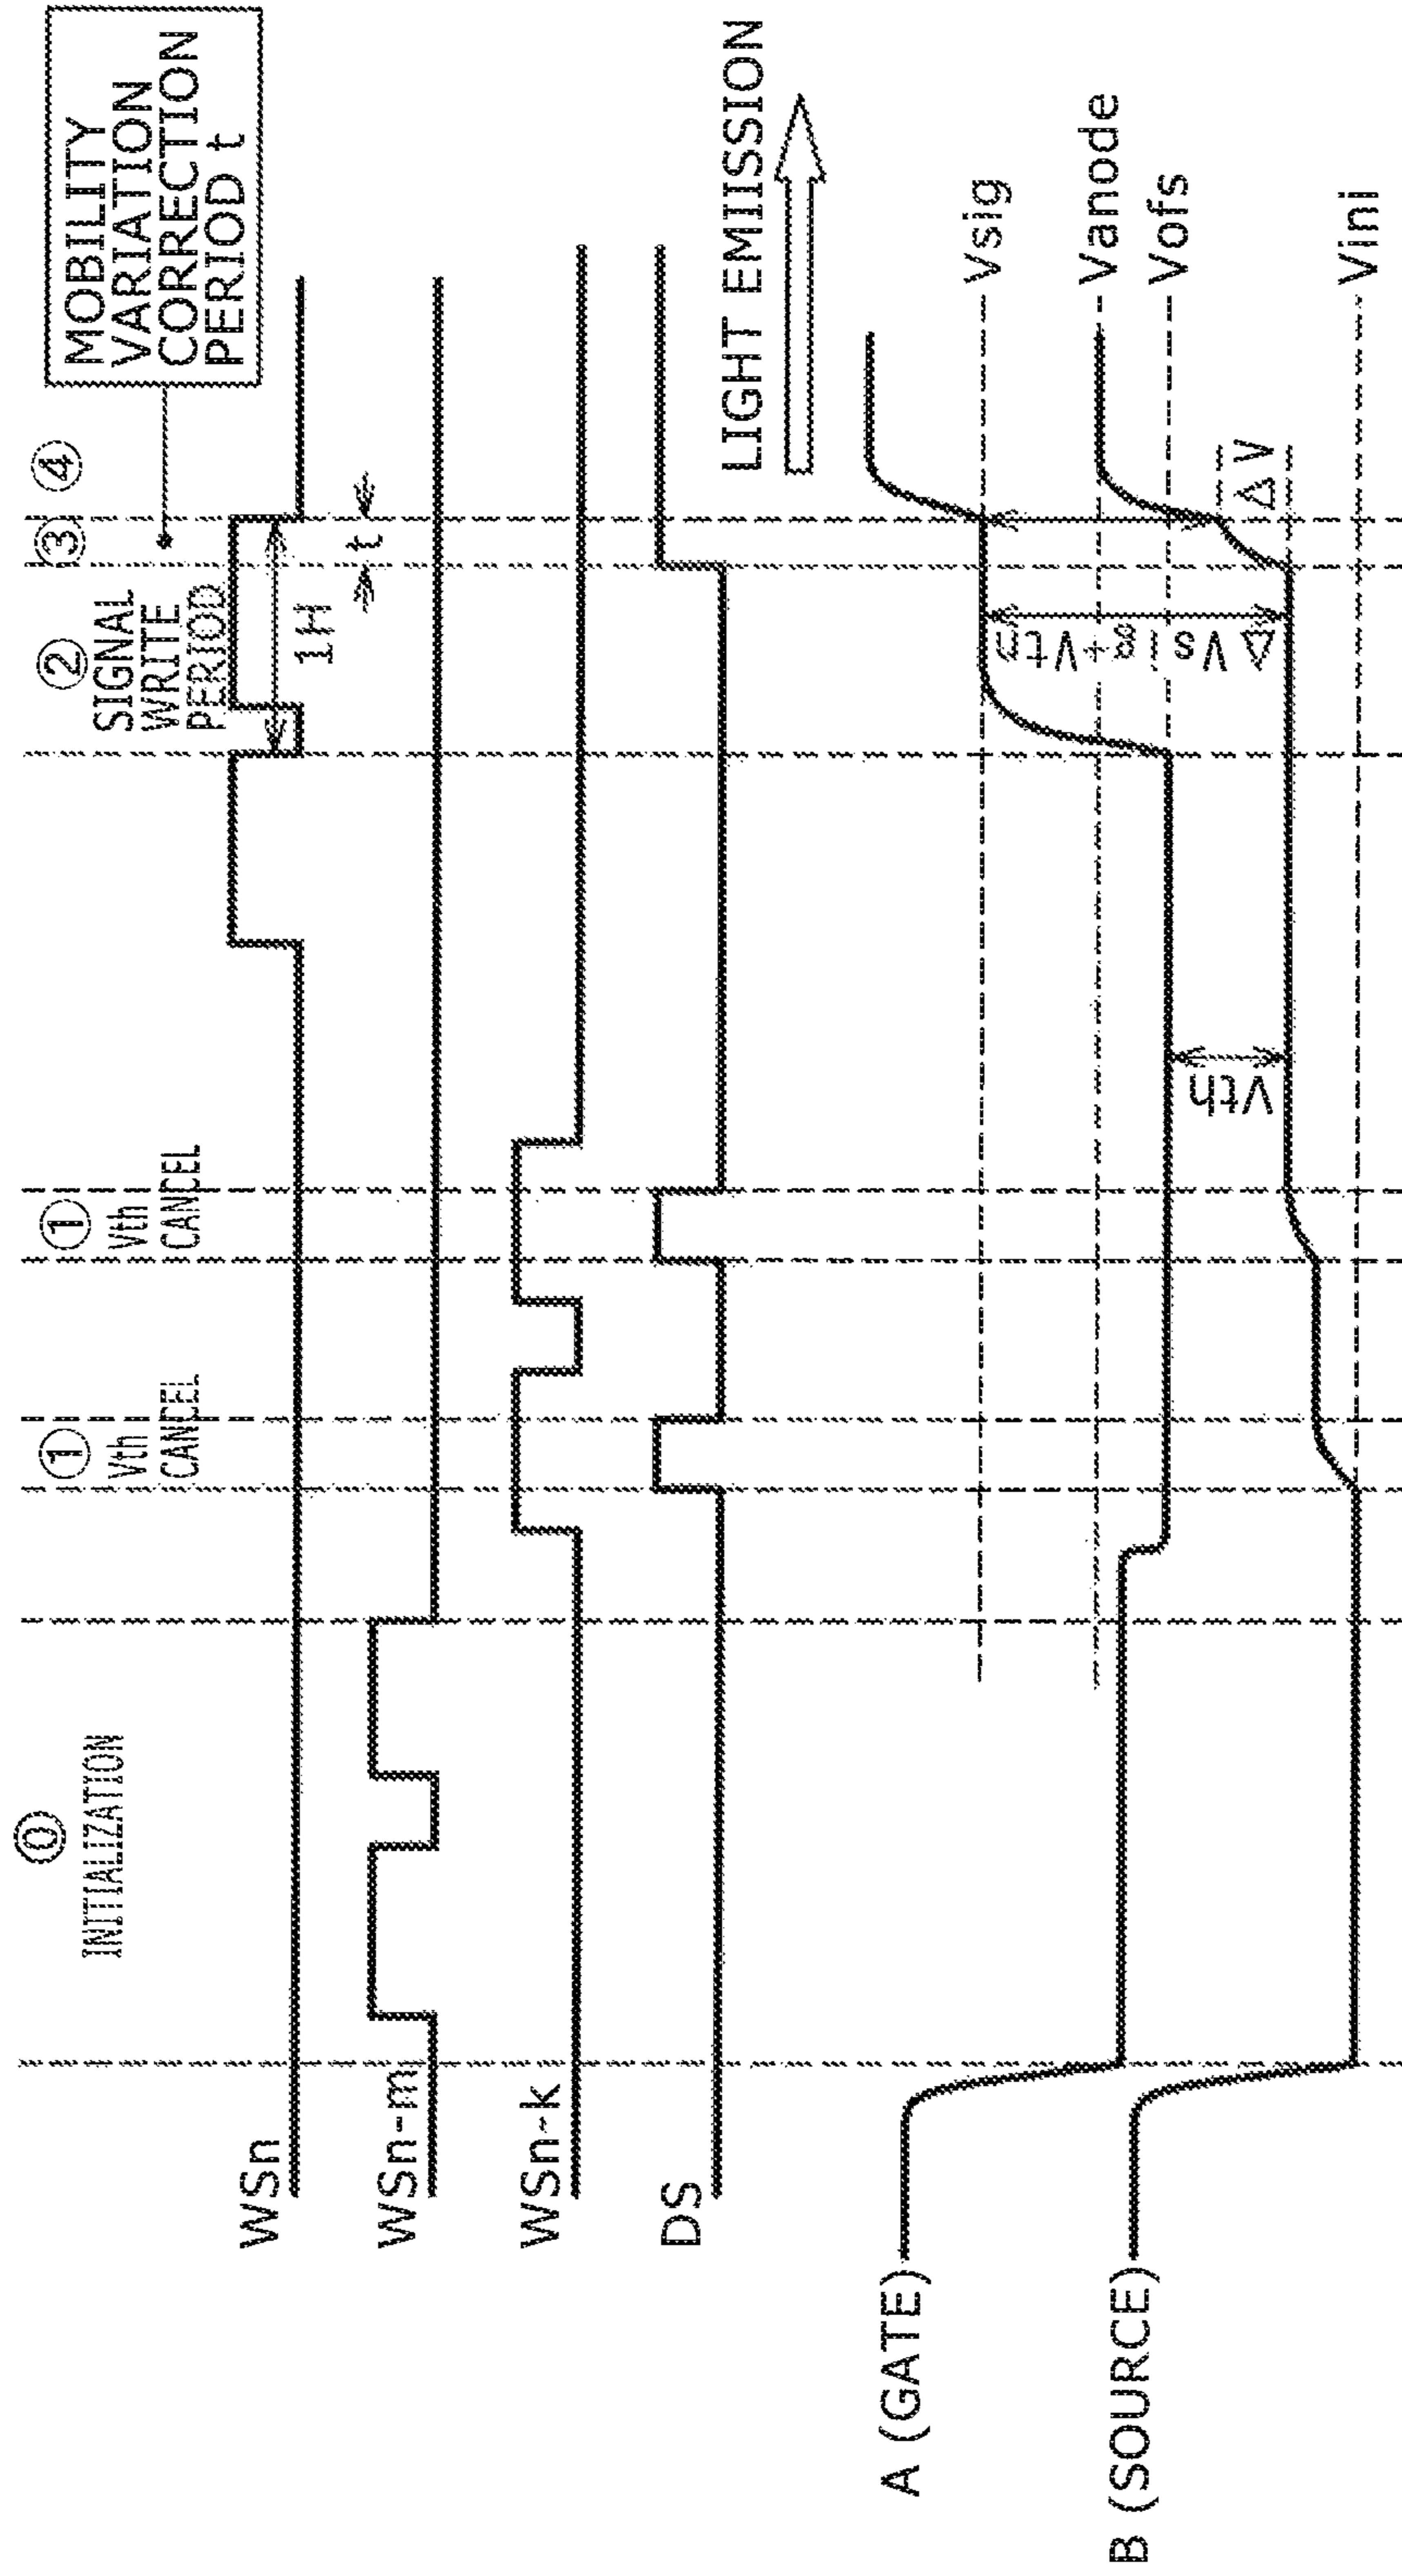 ⓪
INITIALIZATION
①
Vth
CANCEL
①
Vth
CANCEL
②
SIGNAL
WRITE
PERIOD
③
④
MOBILITY
VARIATION
CORRECTION
PERIOD t
WSn
1H
t
WSn-m
WSn-k
DS
LIGHT EMISSION
A (GATE)
Vsig
ΔVsig+Vth
Vanode
Vofs
Vth
ΔV
B (SOURCE)
Vini